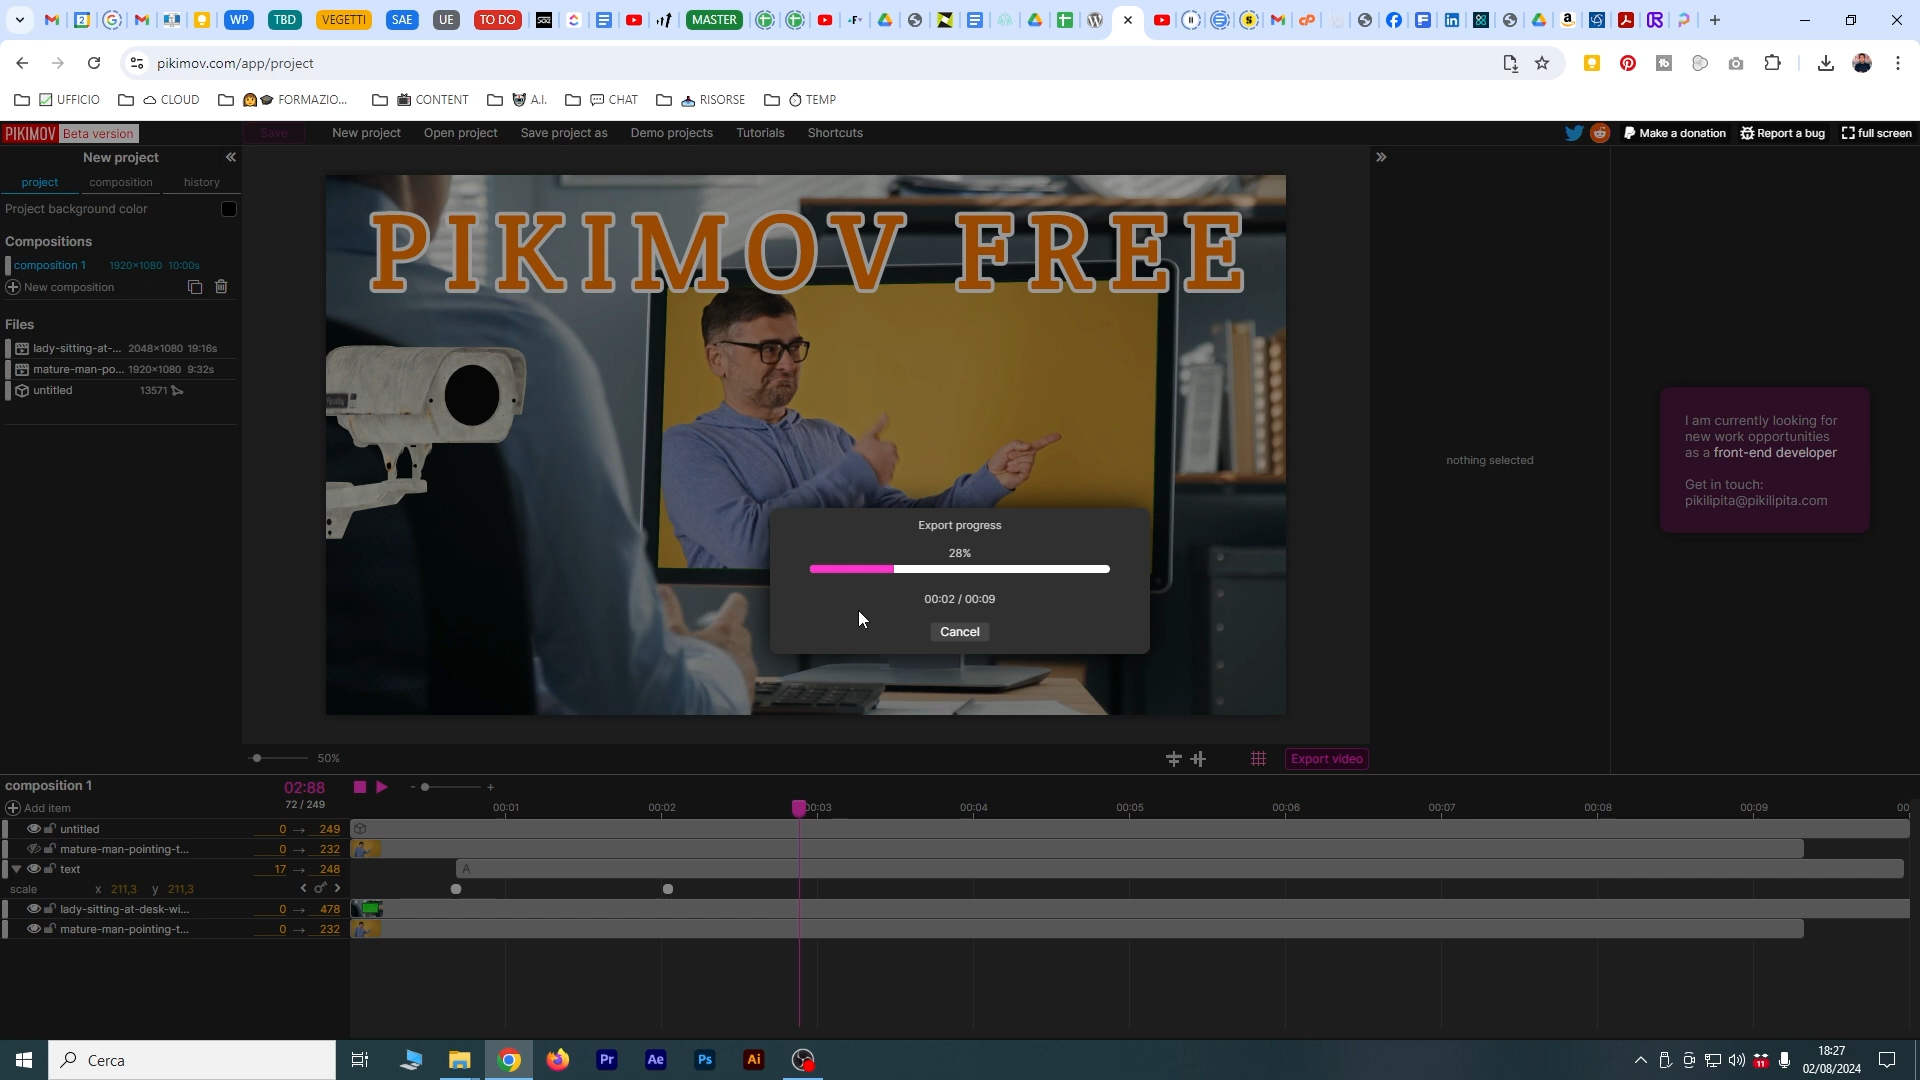 WP
TBD
VEGETTI
SAE
UE
TO DO
MASTER
pikimov.com/app/project
UFFICIO
CLOUD
FORMAZIO...
CONTENT
A.I.
CHAT
RISORSE
TEMP
PIKIMOV Beta version
Save
New project
Open project
Save project as
Demo projects
Tutorials
Shortcuts
Make a donation
Report a bug
full screen
New project
project
composition
history
Project background color
Compositions
composition 1 1920×1080 10:00s
New composition
Files
lady-sitting-at-... 2048×1080 19:16s
mature-man-po... 1920×1080 9:32s
untitled 13571
PIKIMOV FREE
Export progress
28%
00:02 / 00:09
Cancel
nothing selected
I am currently looking for
new work opportunities
as a front-end developer
Get in touch:
pikilipita@pikilipita.com
50%
Export video
composition 1
02:88
72 / 249
- +
Add item
00:01
00:02
00:03
00:04
00:05
00:06
00:07
00:08
00:09
00
untitled 0 → 249
mature-man-pointing-t... 0 → 232
text 17 → 248
A
scale x 211,3 y 211,3
lady-sitting-at-desk-wi... 0 → 478
mature-man-pointing-t... 0 → 232
Cerca
Pr
Ae
Ps
Ai
11
18:27
02/08/2024